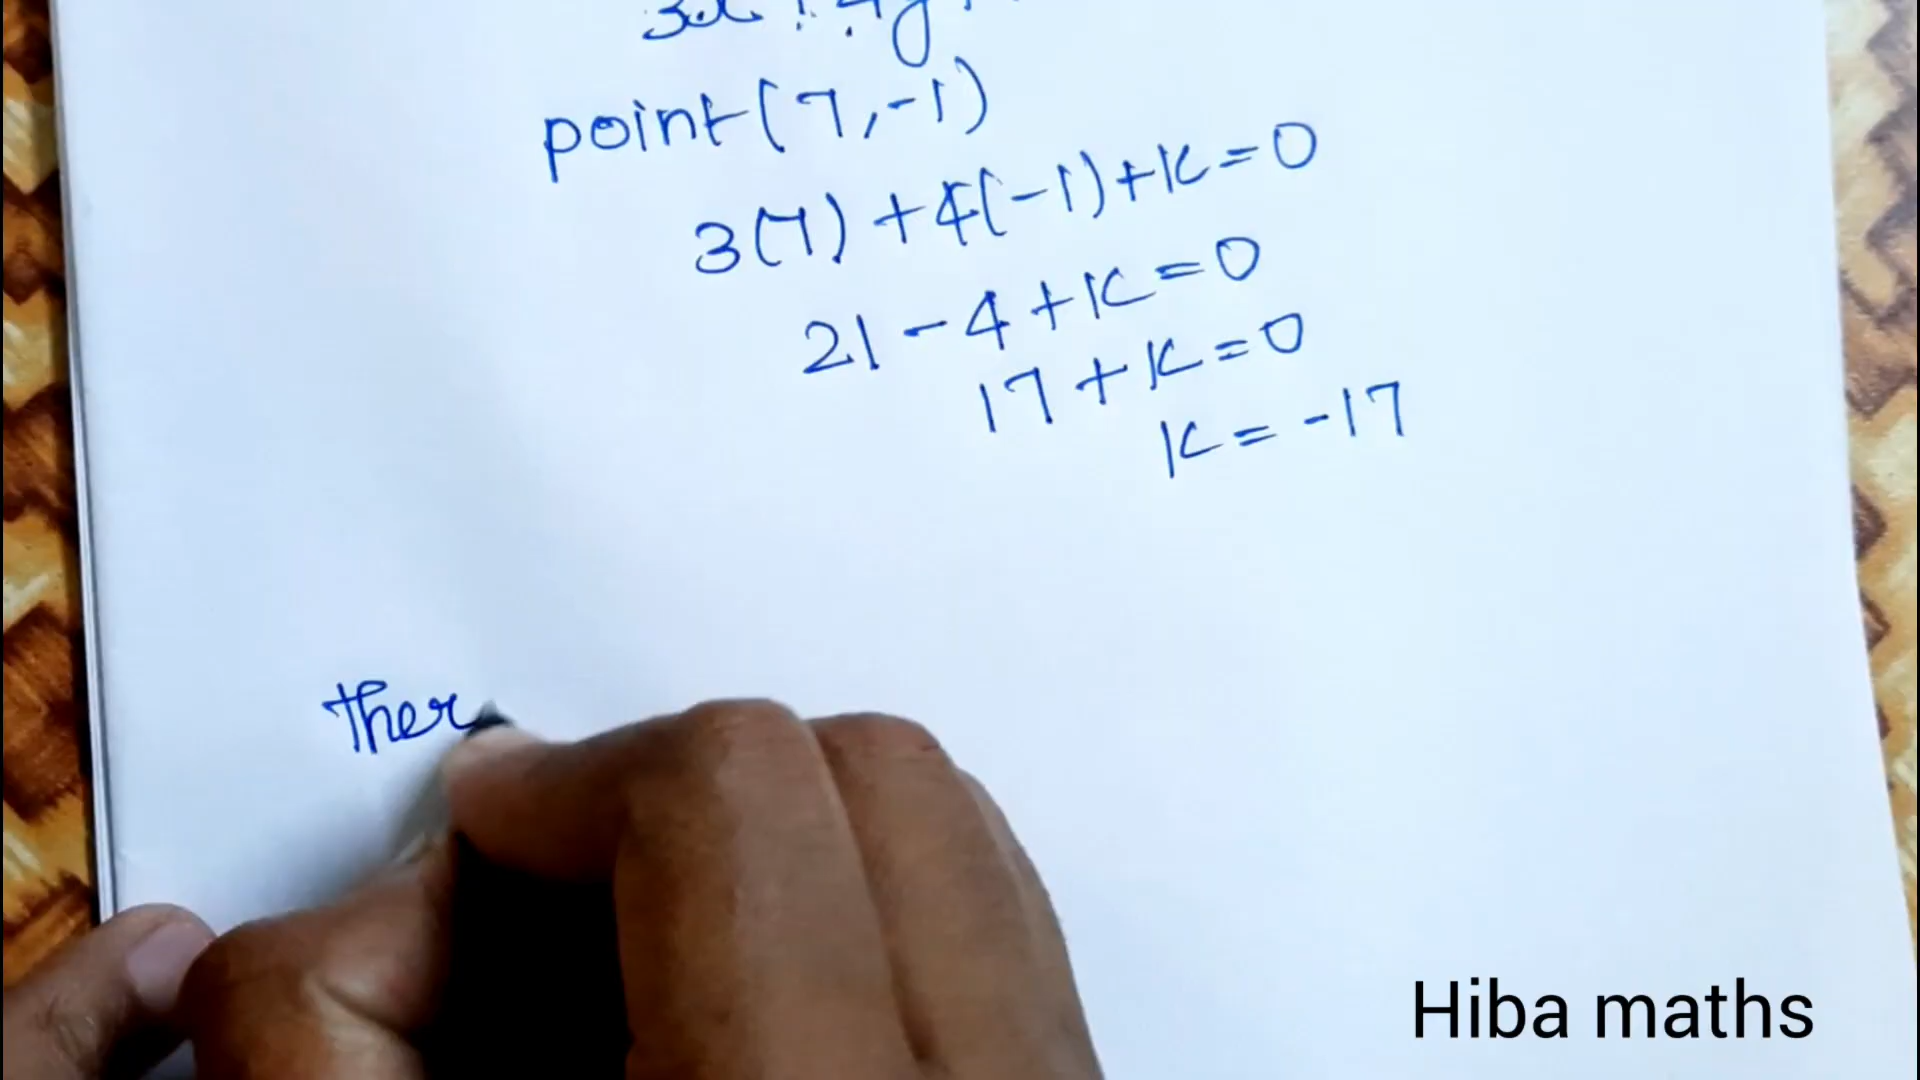 point(7,-1)
3(7)+4(-1)+K=0
21-4+K=0
17+K=0
K=-17
ther
Hiba maths